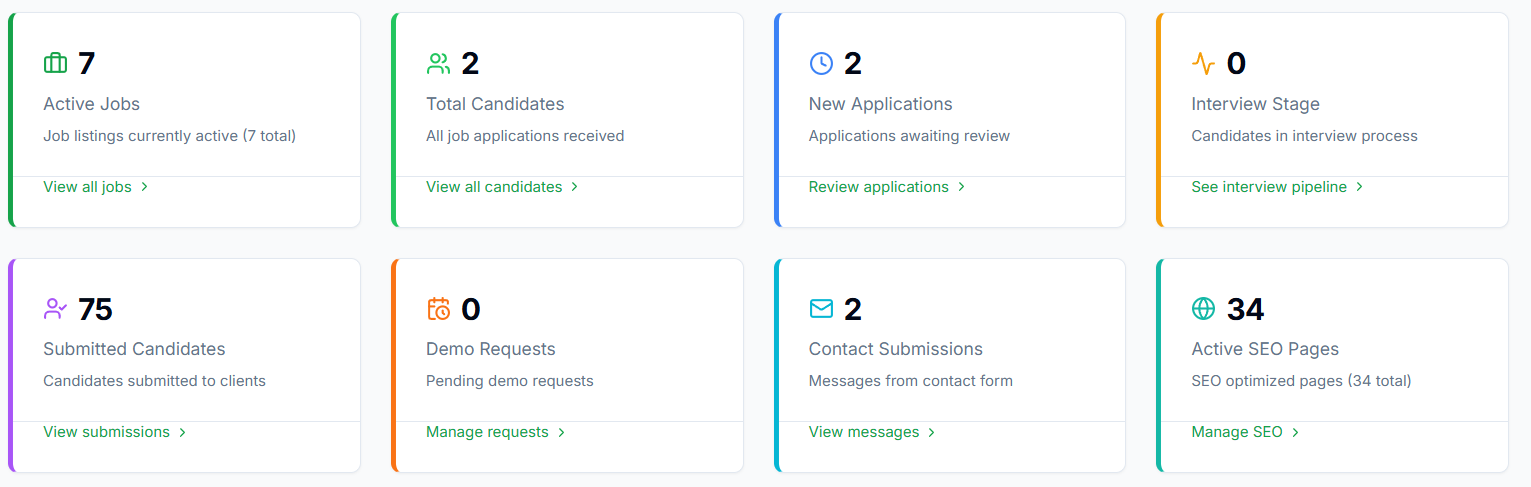 7
Active Jobs
Job listings currently active (7 total)
View all jobs
2
Total Candidates
All job applications received
View all candidates
2
New Applications
Applications awaiting review
Review applications
0
Interview Stage
Candidates in interview process
See interview pipeline
75
Submitted Candidates
Candidates submitted to clients
View submissions
0
Demo Requests
Pending demo requests
Manage requests
2
Contact Submissions
Messages from contact form
View messages
34
Active SEO Pages
SEO optimized pages (34 total)
Manage SEO